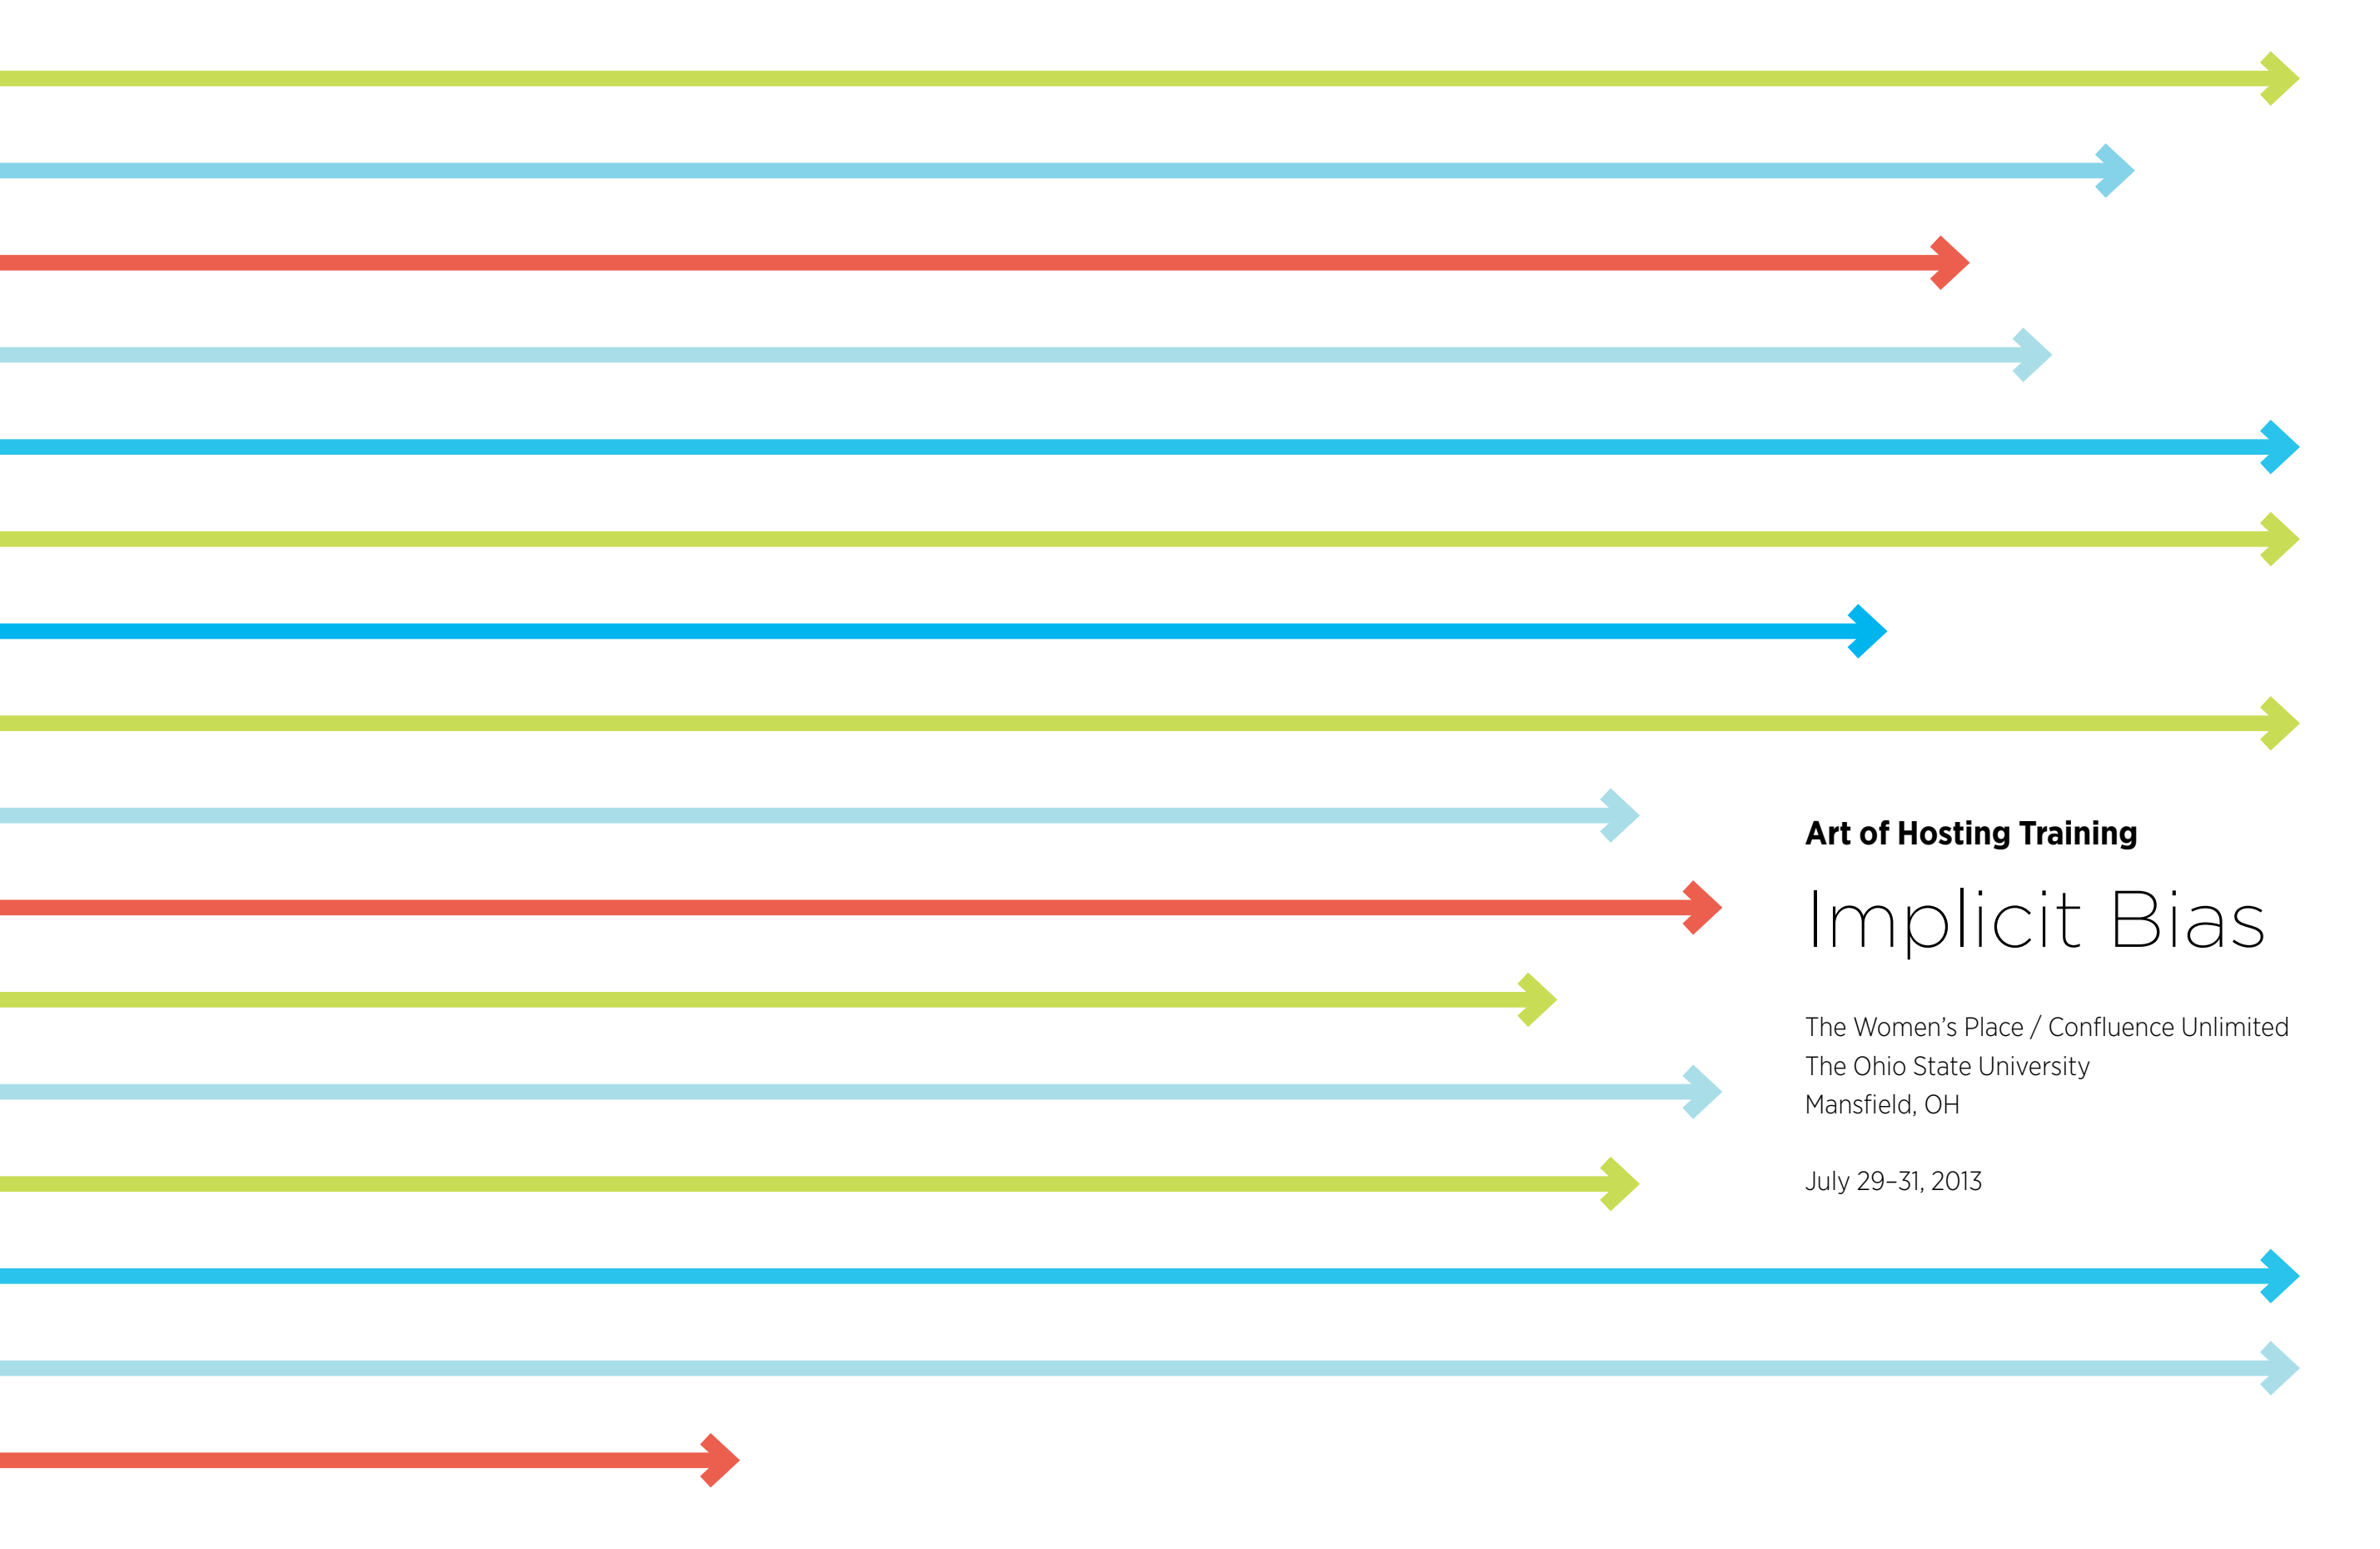 Art of Hosting Training
Implicit Bias
The Women’s Place / Confluence Unlimited
The Ohio State University
Mansfield, OH
July 29–31, 2013